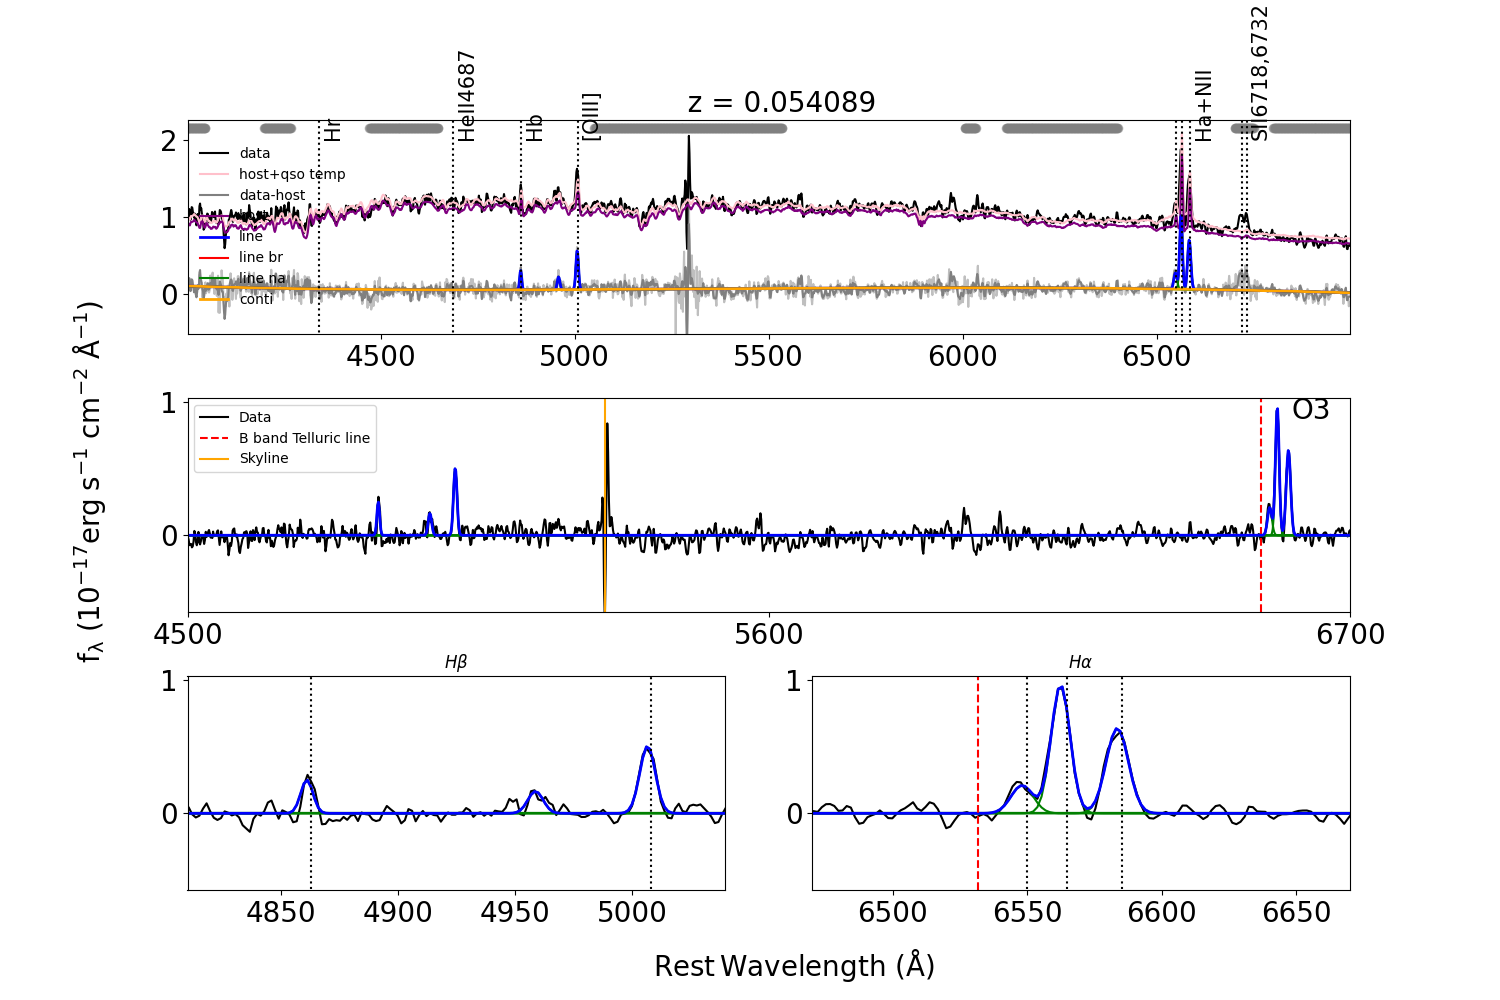 z = 0.054089
Hr
HeII4687
Hb
[OIII]
Ha+NII
SII6718,6732
2
1
0
data
host+qso temp
data-host
line
line br
line na
conti
4500 5000 5500 6000 6500
fλ (10⁻¹⁷erg s⁻¹ cm⁻² Å⁻¹)
1
0
Data
B band Telluric line
Skyline
O3
4500 5600 6700
Hβ
1
0
4850 4900 4950 5000
Hα
1
0
6500 6550 6600 6650
Rest Wavelength (Å)